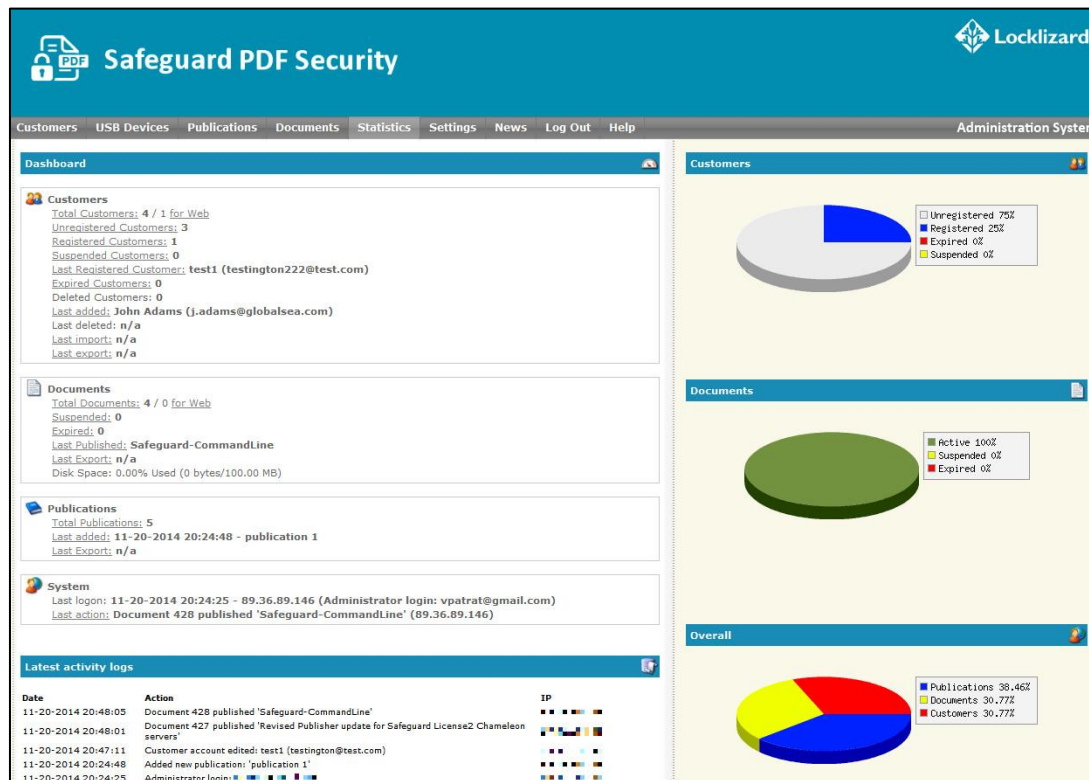 PDF
Safeguard PDF Security
Locklizard
Customers USB Devices Publications Documents Statistics Settings News Log Out Help
Administration System
Dashboard
Customers
Total Customers: 4 / 1 for Web
Unregistered Customers: 3
Registered Customers: 1
Suspended Customers: 0
Last Registered Customer: test1 (testington222@test.com)
Expired Customers: 0
Deleted Customers: 0
Last added: John Adams (j.adams@globalsea.com)
Last deleted: n/a
Last import: n/a
Last export: n/a
Documents
Total Documents: 4 / 0 for Web
Suspended: 0
Expired: 0
Last Published: Safeguard-CommandLine
Last Export: n/a
Disk Space: 0.00% Used (0 bytes/100.00 MB)
Publications
Total Publications: 5
Last added: 11-20-2014 20:24:48 - publication 1
Last Export: n/a
System
Last logon: 11-20-2014 20:24:25 - 89.36.89.146 (Administrator login: vpatrat@gmail.com)
Last action: Document 428 published 'Safeguard-CommandLine' (89.36.89.146)
Latest activity logs
Date Action IP
11-20-2014 20:48:05 Document 428 published 'Safeguard-CommandLine'
11-20-2014 20:48:01 Document 427 published 'Revised Publisher update for Safeguard License2 Chameleon
servers'
11-20-2014 20:47:11 Customer account edited: test1 (testington@test.com)
11-20-2014 20:24:48 Added new publication: 'publication 1'
11-20-2014 20:24:25 Administrator login:
Customers
Unregistered 75%
Registered 25%
Expired 0%
Suspended 0%
Documents
Active 100%
Suspended 0%
Expired 0%
Overall
Publications 38.46%
Documents 30.77%
Customers 30.77%